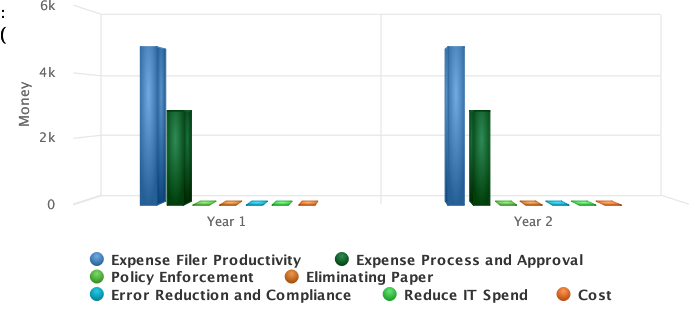 :
(
6k
4k
2k
0
Money
Year 1 Year 2
Expense Filer Productivity Expense Process and Approval
Policy Enforcement Eliminating Paper
Error Reduction and Compliance Reduce IT Spend Cost